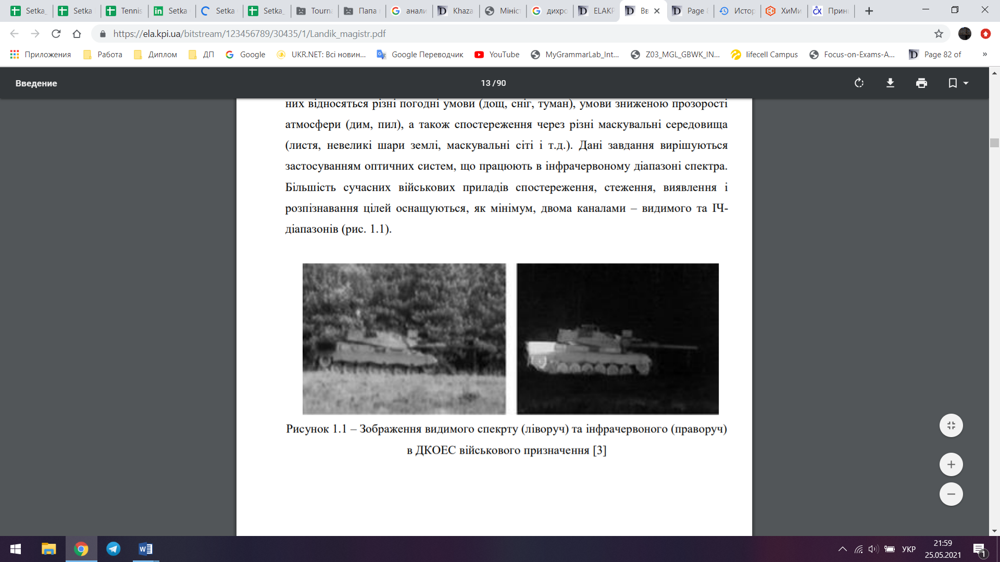 Setka_
Setka
Tennis
Setka
Setka
Setka_
Tourna
Папа
анали
Khaza
Мініс
дихро
ELAKP
Вв
Page
Истор
ХиМи
Прин
https://ela.kpi.ua/bitstream/123456789/30435/1/Landik_magistr.pdf
Приложения
Работа
Диплом
ДП
Google
UKR.NET: Всі новин...
Google Переводчик
YouTube
MyGrammarLab_Int...
Z03_MGL_GBWK_IN...
lifecell Campus
Focus-on-Exams-A...
Page 82 of
»
Введение
13 / 90
них відносяться різні погодні умови (дощ, сніг, туман), умови зниженою прозорості
атмосфери (дим, пил), а також спостереження через різні маскувальні середовища
(листя, невеликі шари землі, маскувальні сіті і т.д.). Дані завдання вирішуються
застосуванням оптичних систем, що працюють в інфрачервоному діапазоні спектра.
Більшість сучасних військових приладів спостереження, стеження, виявлення і
розпізнавання цілей оснащуються, як мінімум, двома каналами – видимого та ІЧ-
діапазонів (рис. 1.1).
Рисунок 1.1 – Зображення видимого спекрту (ліворуч) та інфрачервоного (праворуч)
в ДКОЕС військового призначення [3]
УКР
21:59
25.05.2021
1